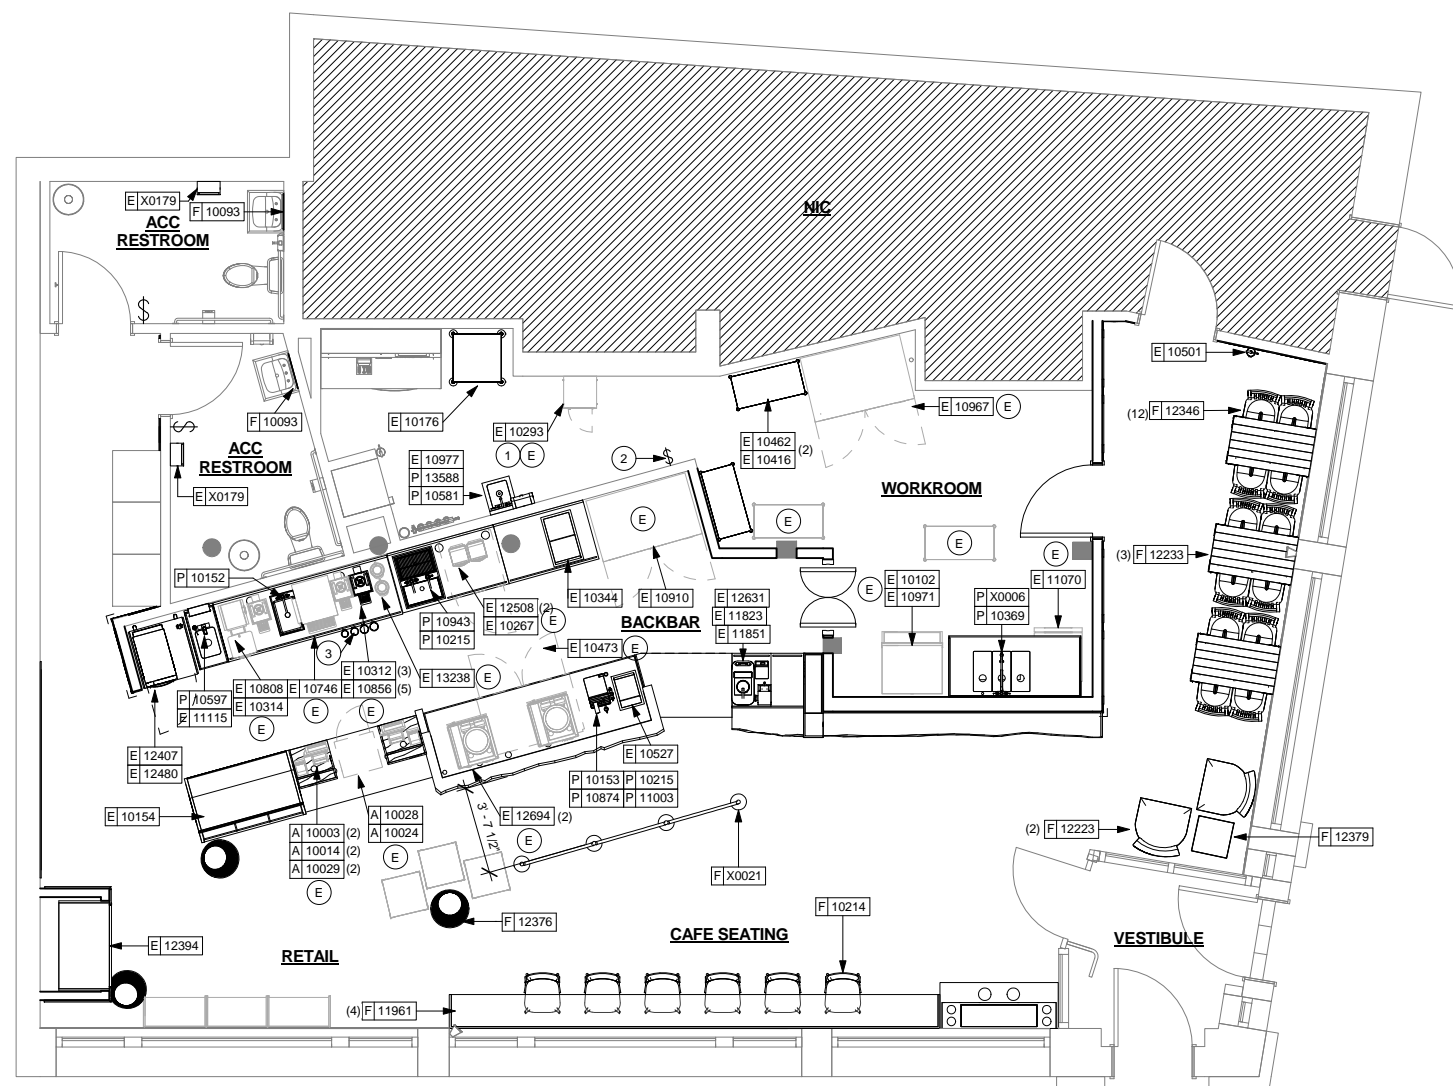 NIC
E X0179
F 10093
ACC
RESTROOM
E 10501
(12) F 12346
E 10176
F 10093
E 10293
1 E
E 10967 E
E 10462
E 10416
(2)
ACC
RESTROOM
E 10977
P 13588
P 10581
2
E X0179
WORKROOM
E
E
E
E
(3) F 12233
P 10152
E 10344
E 10910
E 12508 (2)
E 10267
E
P 10943
P 10215
BACKBAR
E 12631
E 11823
E 11851
E
E 10102
E 10971
P X0006
P 10369
E 11070
3
E 10473 E
E 10312 (3)
E 10856 (5)
E
E 13238 E
E 10808
E 10314
E
E 10746
E
P 10597
E 11115
E 12407
E 12480
E 10527
P 10153
P 10874
P 10215
P 11003
E 10154
A 10003 (2)
A 10014 (2)
A 10029 (2)
E
A 10028
A 10024
E
3' - 7 1/2"
E 12694 (2)
E
(2) F 12223
F 12379
F X0021
F 12376
F 10214
CAFE SEATING
VESTIBULE
E 12394
RETAIL
(4) F 11961